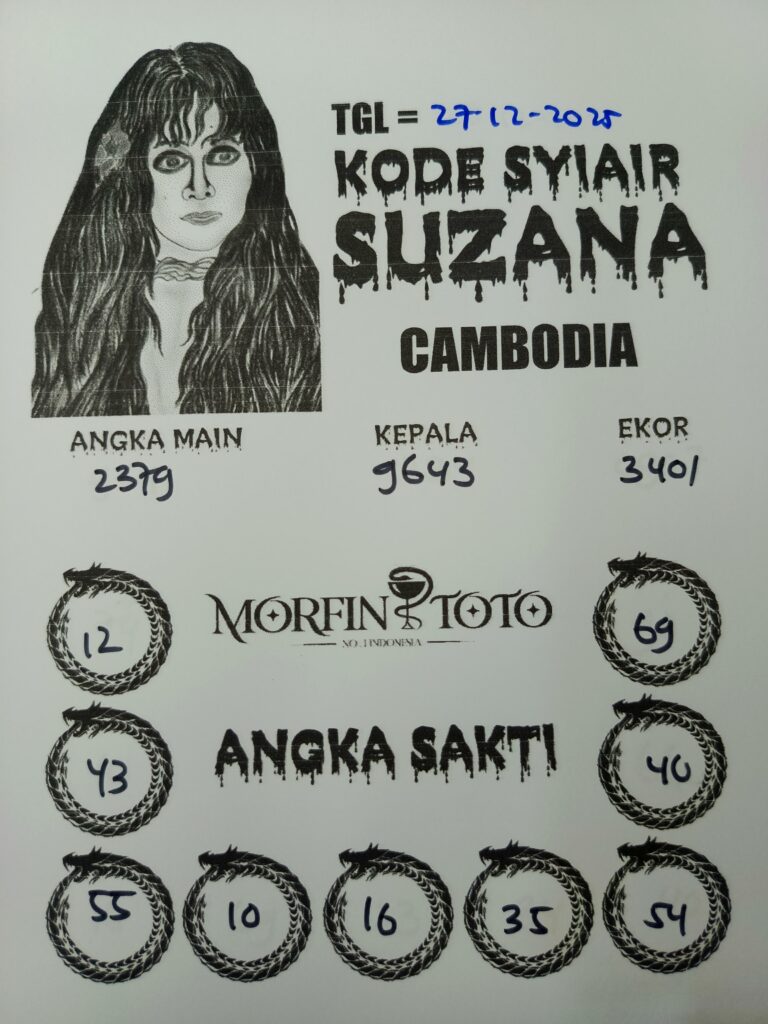 TGL = 27-12-2025
KODE SYIAIR
SUZANA
CAMBODIA
ANGKA MAIN KEPALA EKOR
2379 9643 3401
MORFIN TOTO
NO. 1 INDONESIA
12 69
ANGKA SAKTI
43 40
55 10 16 35 54